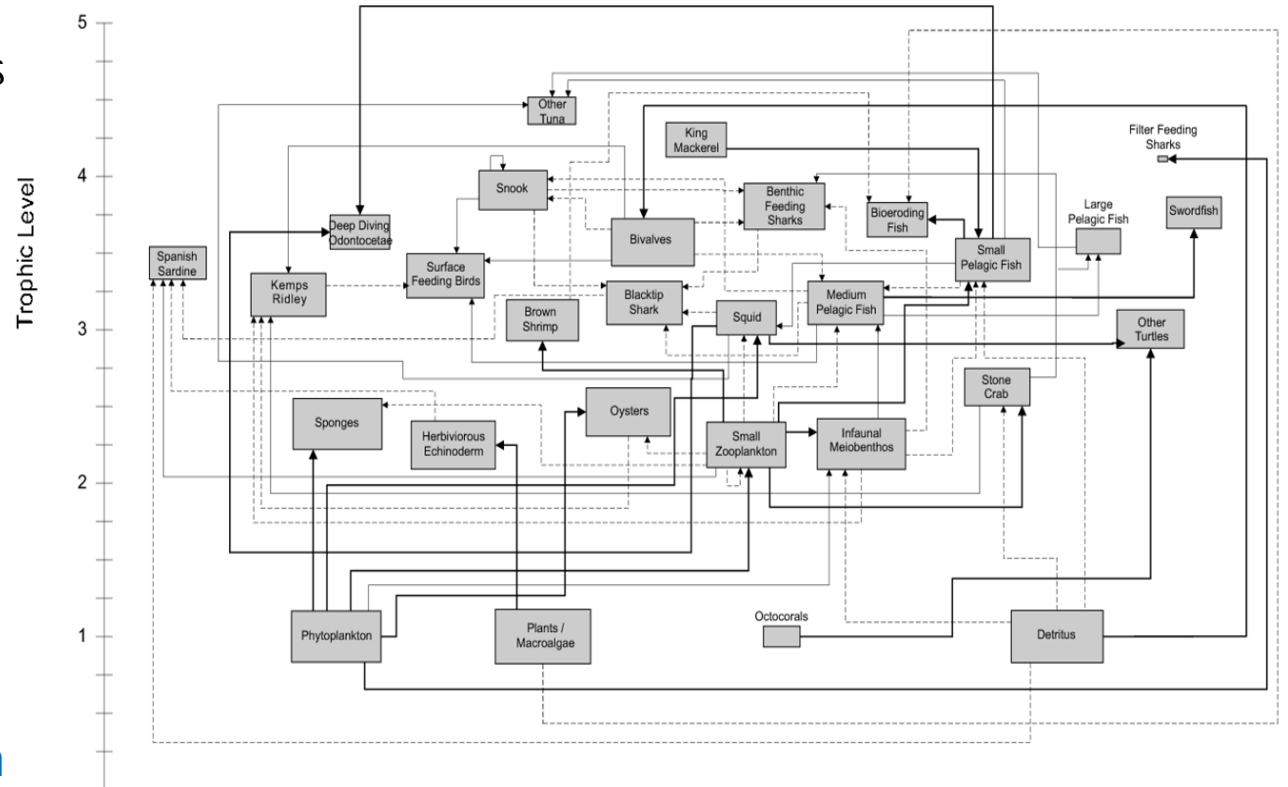 s
5
Other
Tuna
King
Mackerel
Filter Feeding
Sharks
4
Snook
Benthic
Feeding
Sharks
Bioeroding
Fish
Large
Pelagic Fish
Swordfish
Deep Diving
Odontocetae
Bivalves
Small
Pelagic Fish
Spanish
Sardine
Surface
Feeding Birds
Kemps
Ridley
Trophic Level
Blacktip
Shark
Medium
Pelagic Fish
Brown
Shrimp
Squid
3
Other
Turtles
Stone
Crab
Sponges
Oysters
Herbiviorous
Echinoderm
Small
Zooplankton
Infaunal
Meiobenthos
2
Octocorals
1
Phytoplankton
Plants /
Macroalgae
Detritus